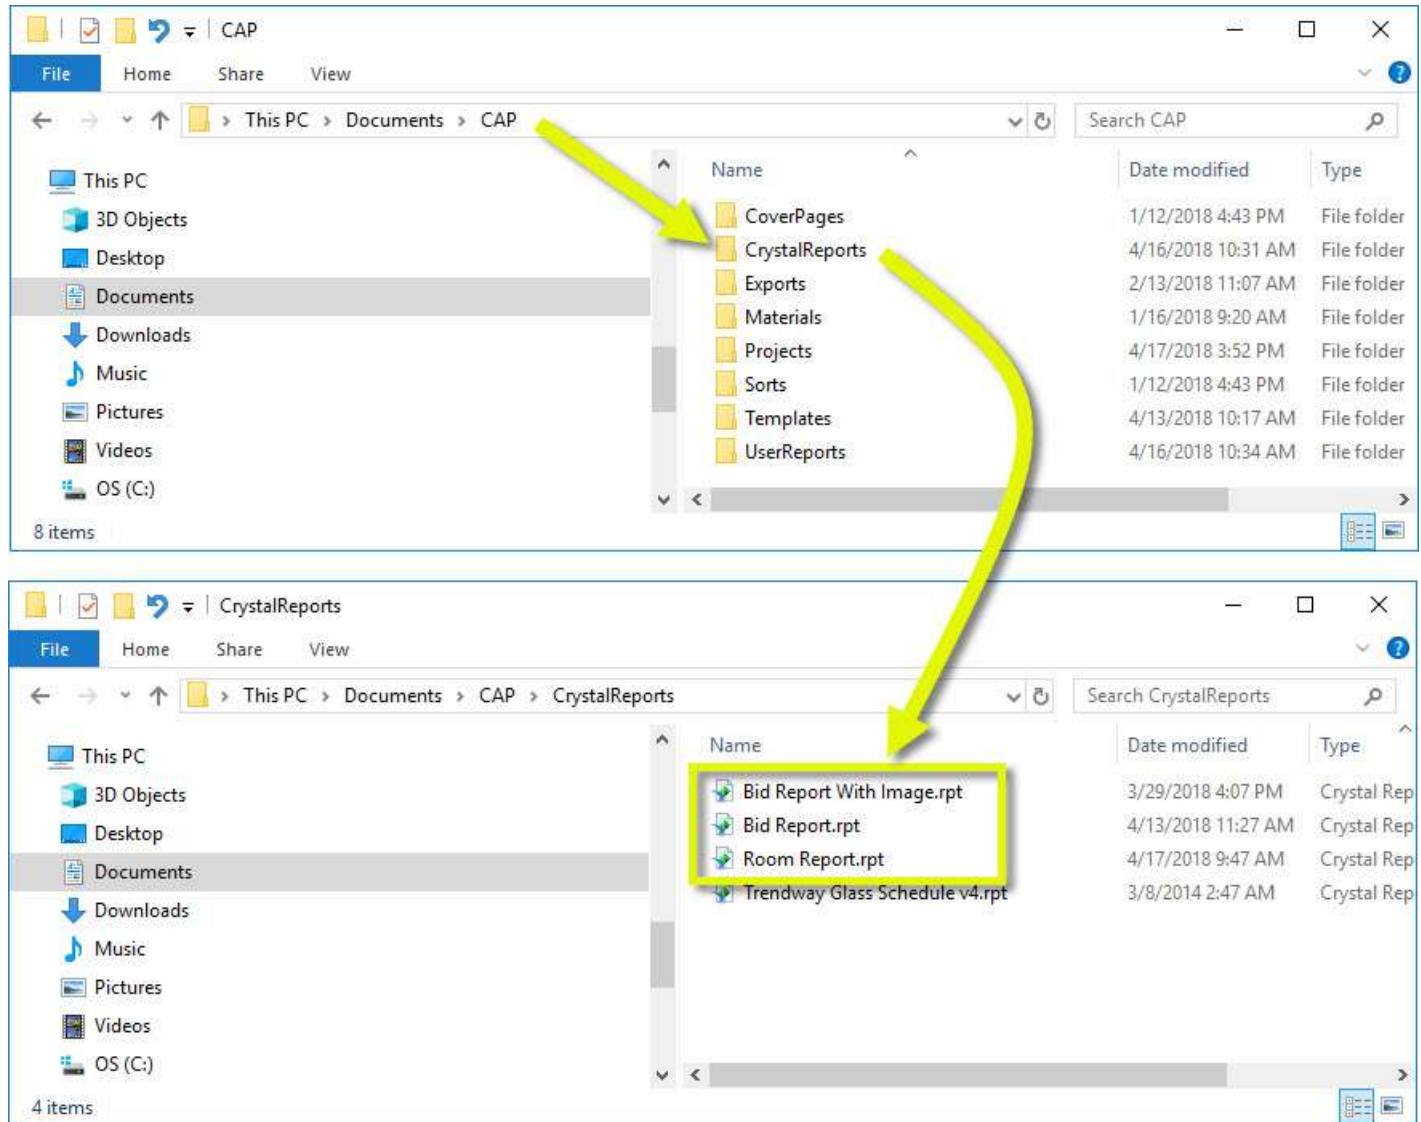 CAP
File Home Share View
This PC > Documents > CAP
Search CAP
This PC
3D Objects
Desktop
Documents
Downloads
Music
Pictures
Videos
OS (C:)
Name Date modified Type
CoverPages 1/12/2018 4:43 PM File folder
CrystalReports 4/16/2018 10:31 AM File folder
Exports 2/13/2018 11:07 AM File folder
Materials 1/16/2018 9:20 AM File folder
Projects 4/17/2018 3:52 PM File folder
Sorts 1/12/2018 4:43 PM File folder
Templates 4/13/2018 10:17 AM File folder
UserReports 4/16/2018 10:34 AM File folder
8 items
CrystalReports
File Home Share View
This PC > Documents > CAP > CrystalReports
Search CrystalReports
This PC
3D Objects
Desktop
Documents
Downloads
Music
Pictures
Videos
OS (C:)
Name Date modified Type
Bid Report With Image.rpt 3/29/2018 4:07 PM Crystal Rep
Bid Report.rpt 4/13/2018 11:27 AM Crystal Rep
Room Report.rpt 4/17/2018 9:47 AM Crystal Rep
Trendway Glass Schedule v4.rpt 3/8/2014 2:47 AM Crystal Rep
4 items